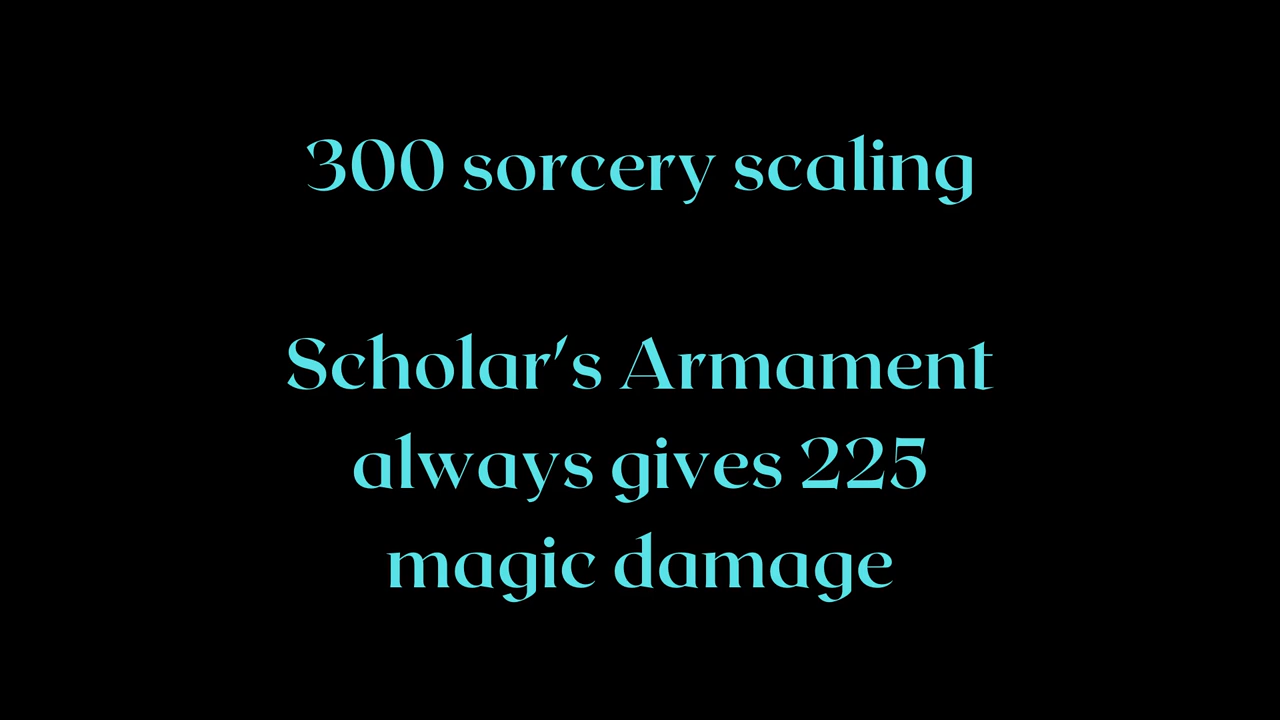 300 sorcery scaling
Scholar's Armament
always gives 225
magic damage